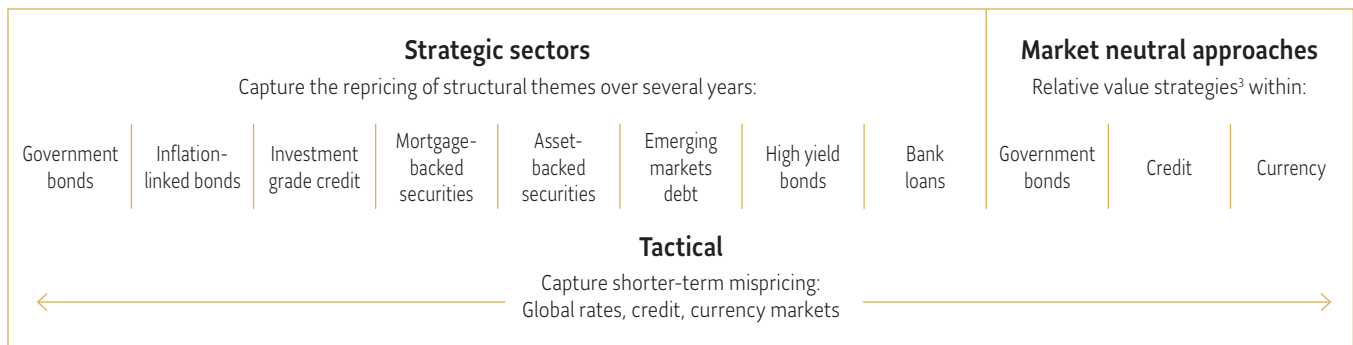 Strategic sectors
Capture the repricing of structural themes over several years:
Market neutral approaches
Relative value strategies³ within:
Government
bonds
Inflation-
linked bonds
Investment
grade credit
Mortgage-
backed
securities
Asset-
backed
securities
Emerging
markets
debt
High yield
bonds
Bank
loans
Government
bonds
Credit
Currency
Tactical
Capture shorter-term mispricing:
Global rates, credit, currency markets